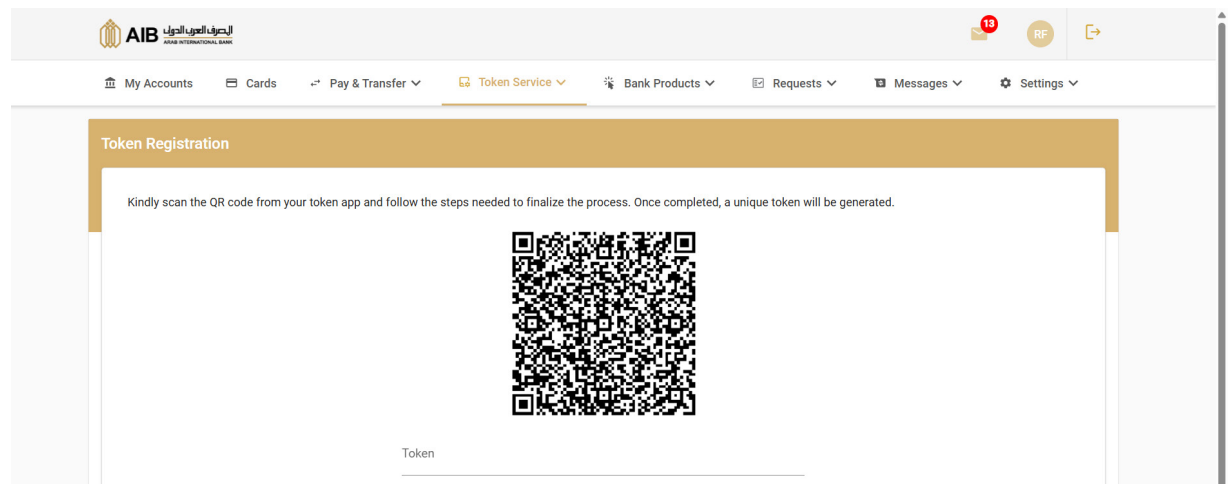 AIB المصرف العربي الدولي
ARAB INTERNATIONAL BANK
13
RF
My Accounts
Cards
Pay & Transfer
Token Service
Bank Products
Requests
Messages
Settings
Token Registration
Kindly scan the QR code from your token app and follow the steps needed to finalize the process. Once completed, a unique token will be generated.
Token